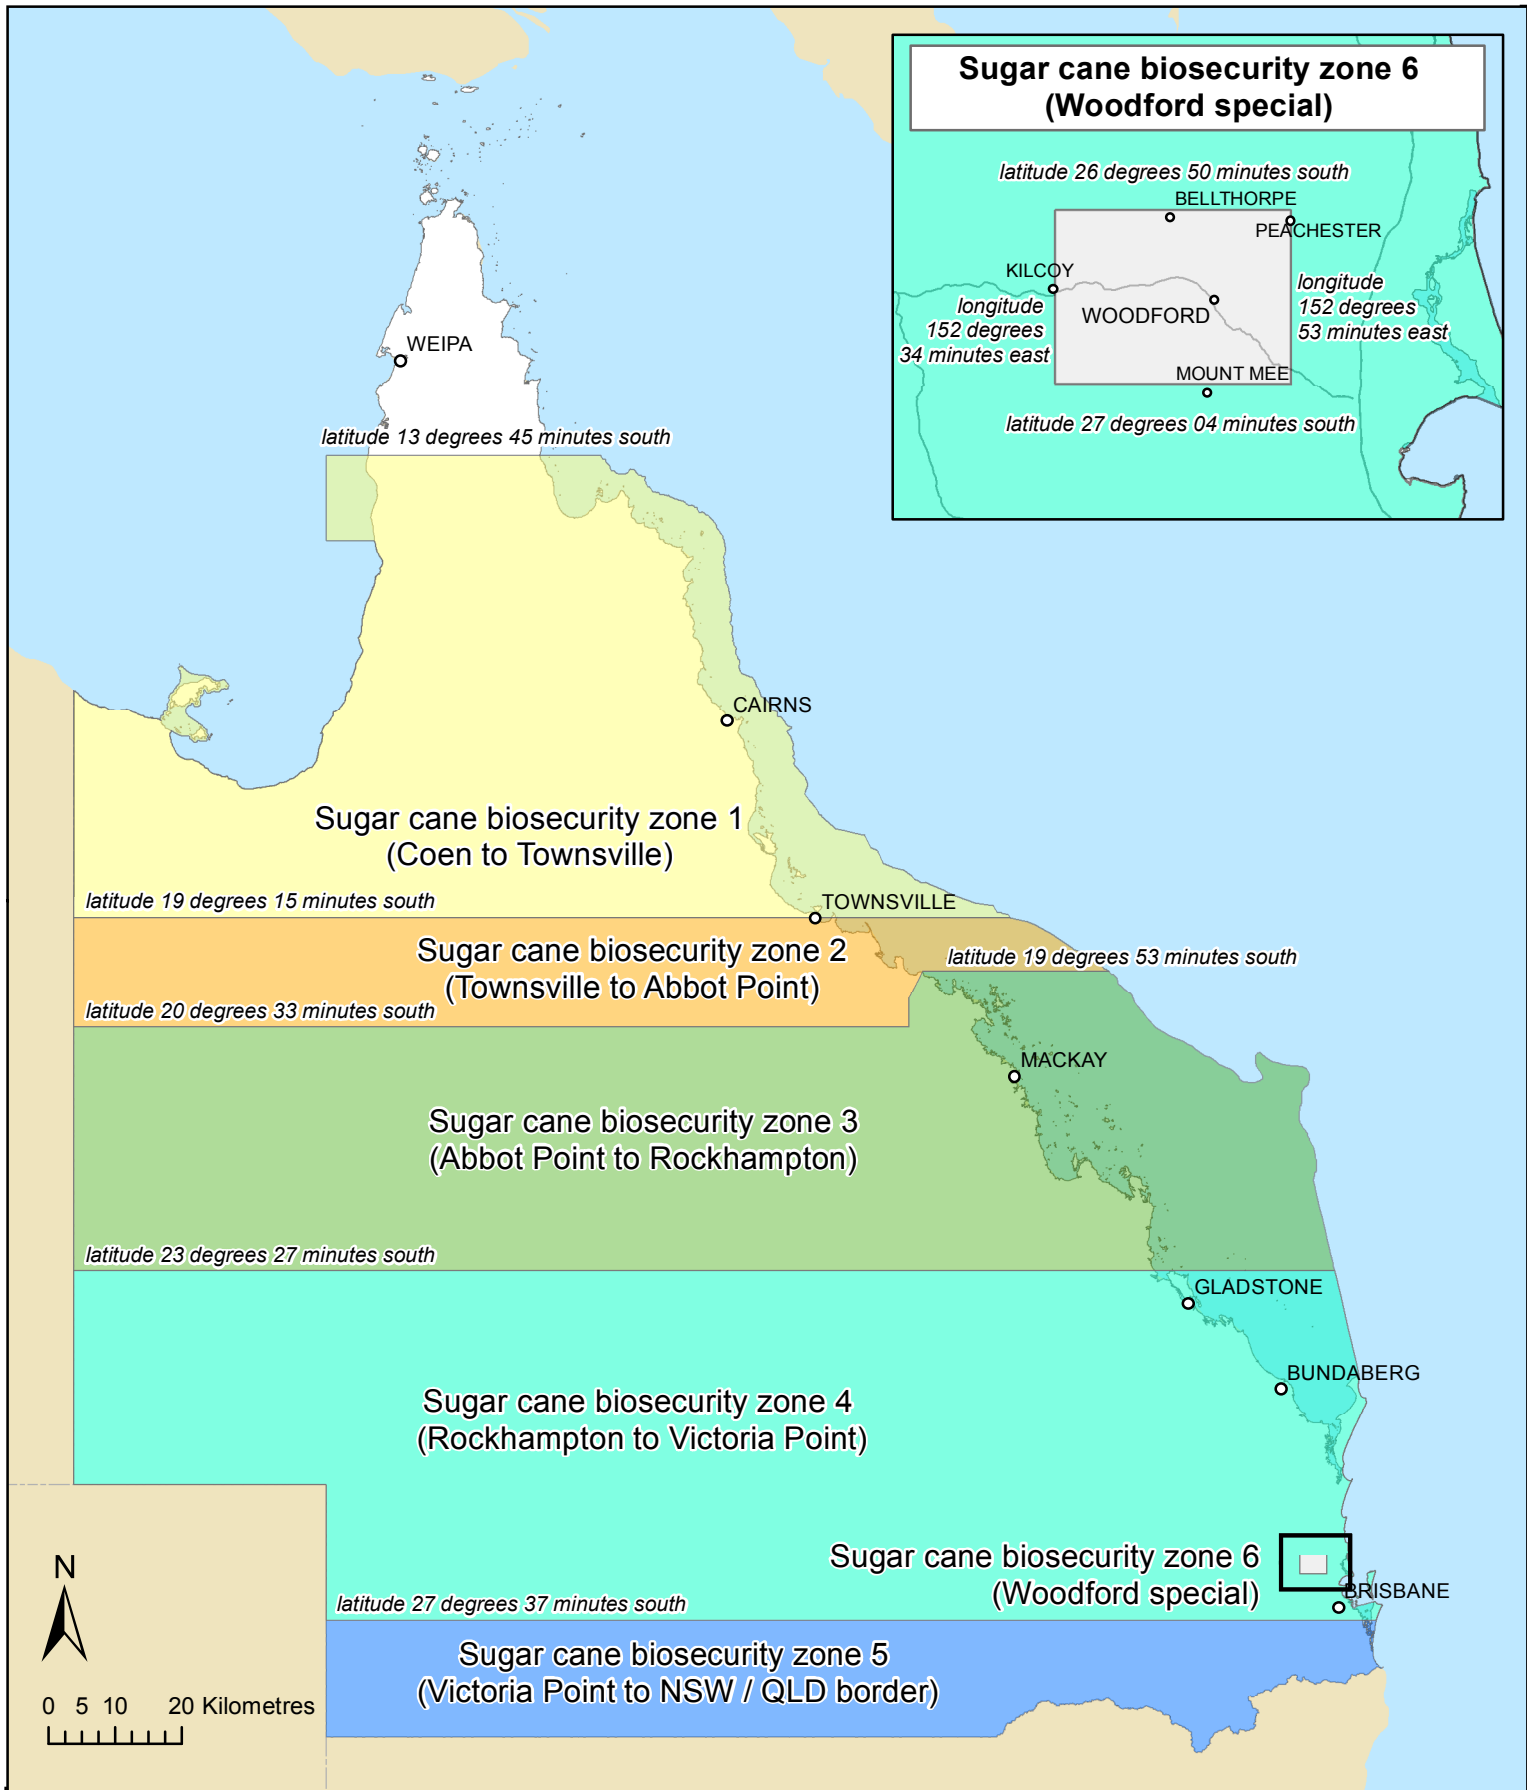 Sugar cane biosecurity zone 6
(Woodford special)
latitude 26 degrees 50 minutes south
BELLTHORPE
PEACHESTER
KILCOY
longitude
152 degrees
34 minutes east
longitude
152 degrees
53 minutes east
WOODFORD
MOUNT MEE
latitude 27 degrees 04 minutes south
WEIPA
latitude 13 degrees 45 minutes south
CAIRNS
Sugar cane biosecurity zone 1
(Coen to Townsville)
latitude 19 degrees 15 minutes south
TOWNSVILLE
Sugar cane biosecurity zone 2
(Townsville to Abbot Point)
latitude 19 degrees 53 minutes south
latitude 20 degrees 33 minutes south
MACKAY
Sugar cane biosecurity zone 3
(Abbot Point to Rockhampton)
latitude 23 degrees 27 minutes south
GLADSTONE
BUNDABERG
Sugar cane biosecurity zone 4
(Rockhampton to Victoria Point)
Sugar cane biosecurity zone 6
(Woodford special)
BRISBANE
latitude 27 degrees 37 minutes south
Sugar cane biosecurity zone 5
(Victoria Point to NSW / QLD border)
N
0 5 10 20 Kilometres